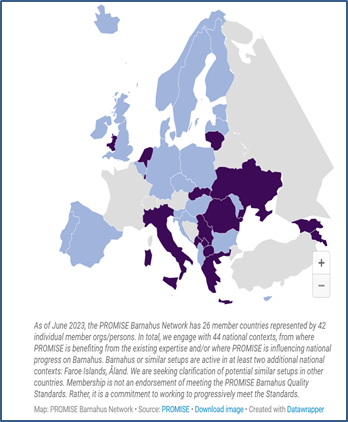 +
−
As of June 2023, the PROMISE Barnahus Network has 26 member countries represented by 42
individual member orgs/persons. In total, we engage with 44 national contexts, from where
PROMISE is benefiting from the existing expertise and/or where PROMISE is influencing national
progress on Barnahus. Barnahus or similar setups are active in at least two additional national
contexts: Faroe Islands, Åland. We are seeking clarification of potential similar setups in other
countries. Membership is not an endorsement of meeting the PROMISE Barnahus Quality
Standards. Rather, it is a commitment to working to progressively meet the Standards.
Map: PROMISE Barnahus Network • Source: PROMISE • Download image • Created with Datawrapper